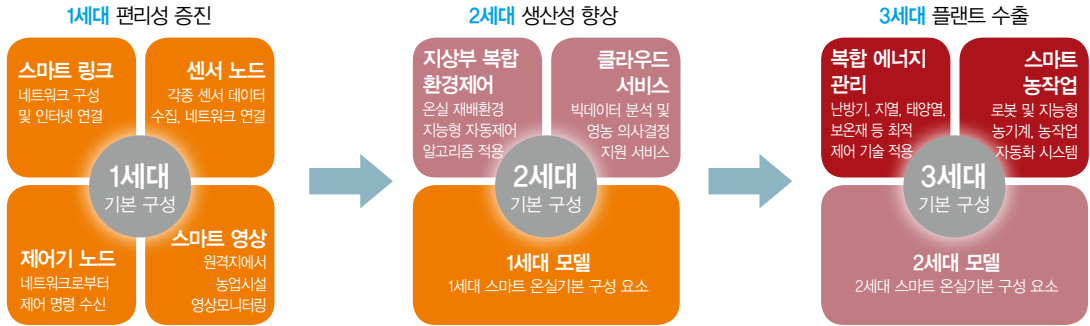 1세대 편리성 증진
스마트 링크
네트워크 구성
및 인터넷 연결
센서 노드
각종 센서 데이터
수집, 네트워크 연결
1세대
기본 구성
제어기 노드
네트워크로부터
제어 명령 수신
스마트 영상
원격지에서
농업시설
영상모니터링
2세대 생산성 향상
지상부 복합
환경제어
온실 재배환경
지능형 자동제어
알고리즘 적용
클라우드
서비스
빅데이터 분석 및
영농 의사결정
지원 서비스
2세대
기본 구성
1세대 모델
1세대 스마트 온실기본 구성 요소
3세대 플랜트 수출
복합 에너지
관리
난방기, 지열, 태양열,
보온재 등 최적
제어 기술 적용
스마트
농작업
로봇 및 지능형
농기계, 농작업
자동화 시스템
3세대
기본 구성
2세대 모델
2세대 스마트 온실기본 구성 요소